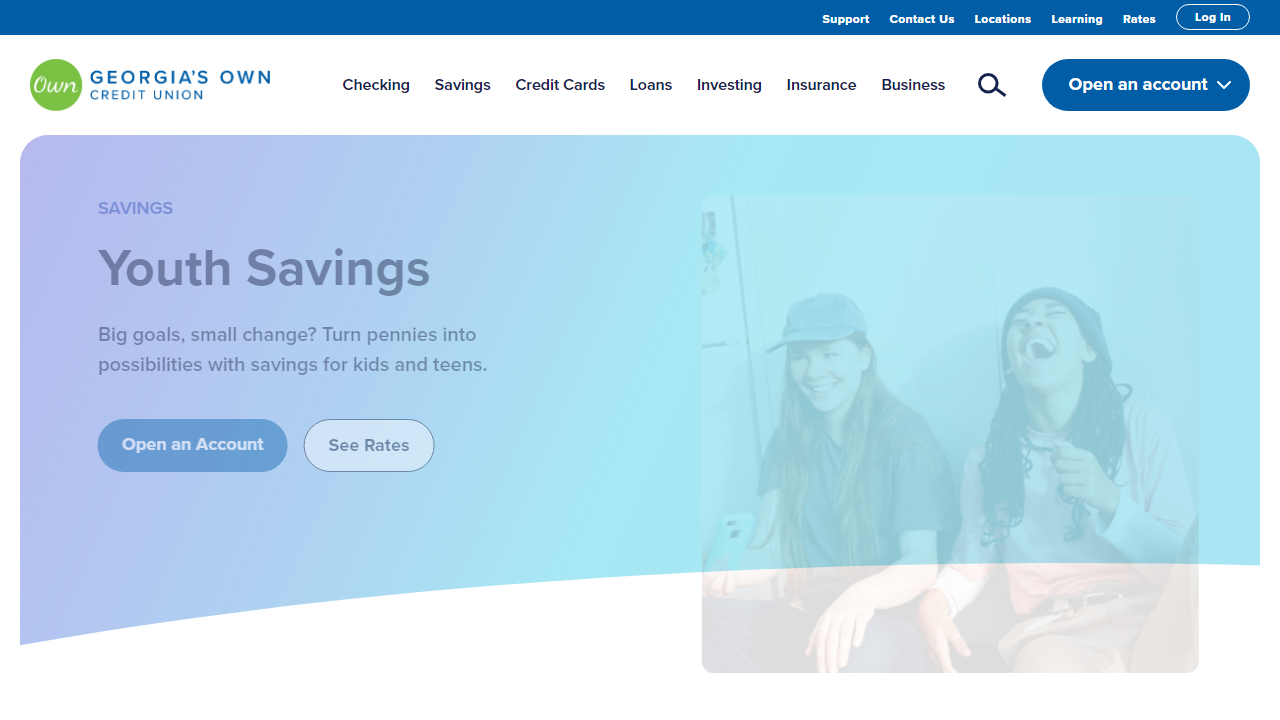 Support Contact Us Locations Learning Rates Log In
Own GEORGIA'S OWN
CREDIT UNION
Checking Savings Credit Cards Loans Investing Insurance Business Open an account
SAVINGS
Youth Savings
Big goals, small change? Turn pennies into
possibilities with savings for kids and teens.
Open an Account See Rates